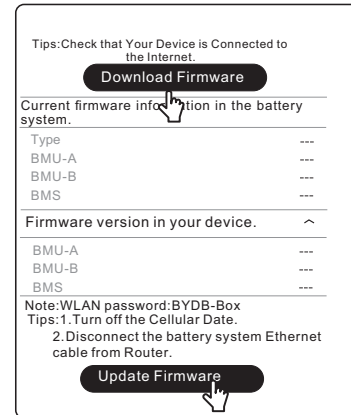 Tips:Check that Your Device is Connected to
the Internet.
Download Firmware
Current firmware information in the battery
system.
Type ---
BMU-A ---
BMU-B ---
BMS ---
Firmware version in your device.
BMU-A ---
BMU-B ---
BMS ---
Note:WLAN password:BYDB-Box
Tips:1.Turn off the Cellular Date.
2.Disconnect the battery system Ethernet
cable from Router.
Update Firmware